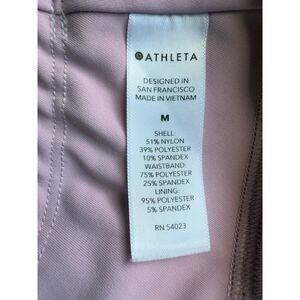 ATHLETA
DESIGNED IN
SAN FRANCISCO
MADE IN VIETNAM
M
SHELL
51% NYLON
39% POLYESTER
10% SPANDEX
WAISTBAND:
75% POLYESTER
25% SPANDEX
LINING:
95% POLYESTER
5% SPANDEX
RN 54023